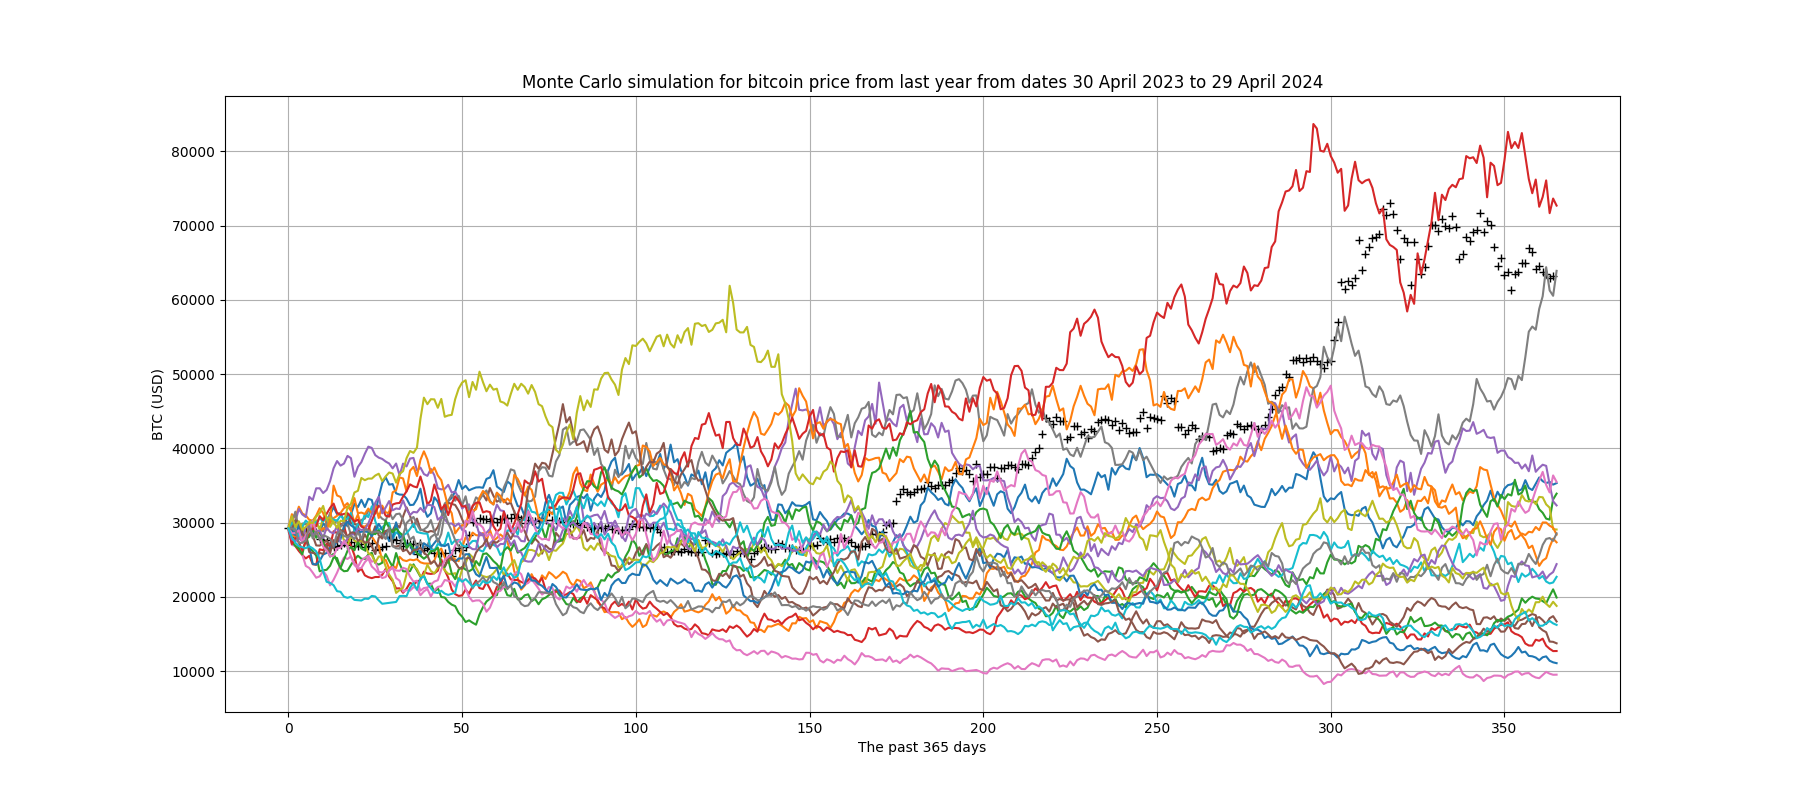 Monte Carlo simulation for bitcoin price from last year from dates 30 April 2023 to 29 April 2024
80000
70000
60000
50000
40000
30000
20000
10000
BTC (USD)
0 50 100 150 200 250 300 350
The past 365 days